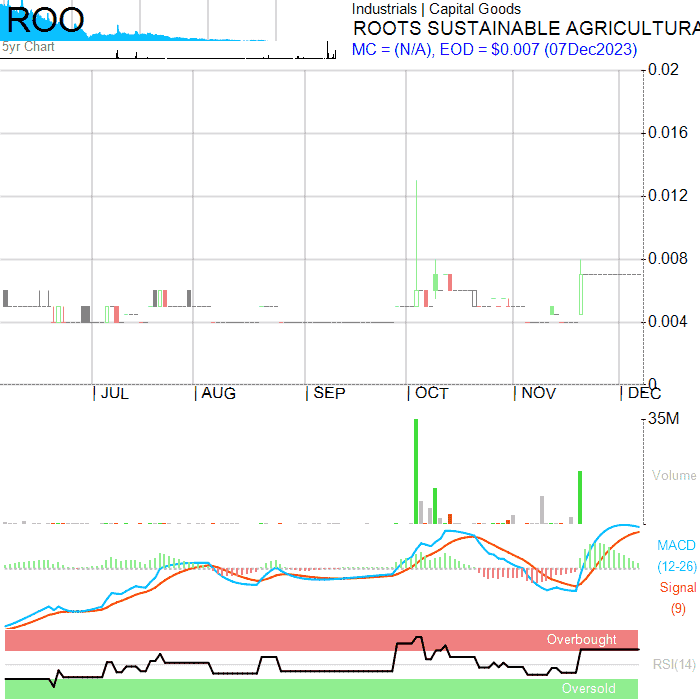 ROO
5yr Chart
Industrials | Capital Goods
ROOTS SUSTAINABLE AGRICULTURA
MC = (N/A), EOD = $0.007 (07Dec2023)
0.02
0.016
0.012
0.008
0.004
0
JUL
AUG
SEP
OCT
NOV
DEC
35M
Volume
MACD
(12-26)
Signal
(9)
Overbought
RSI(14)
Oversold